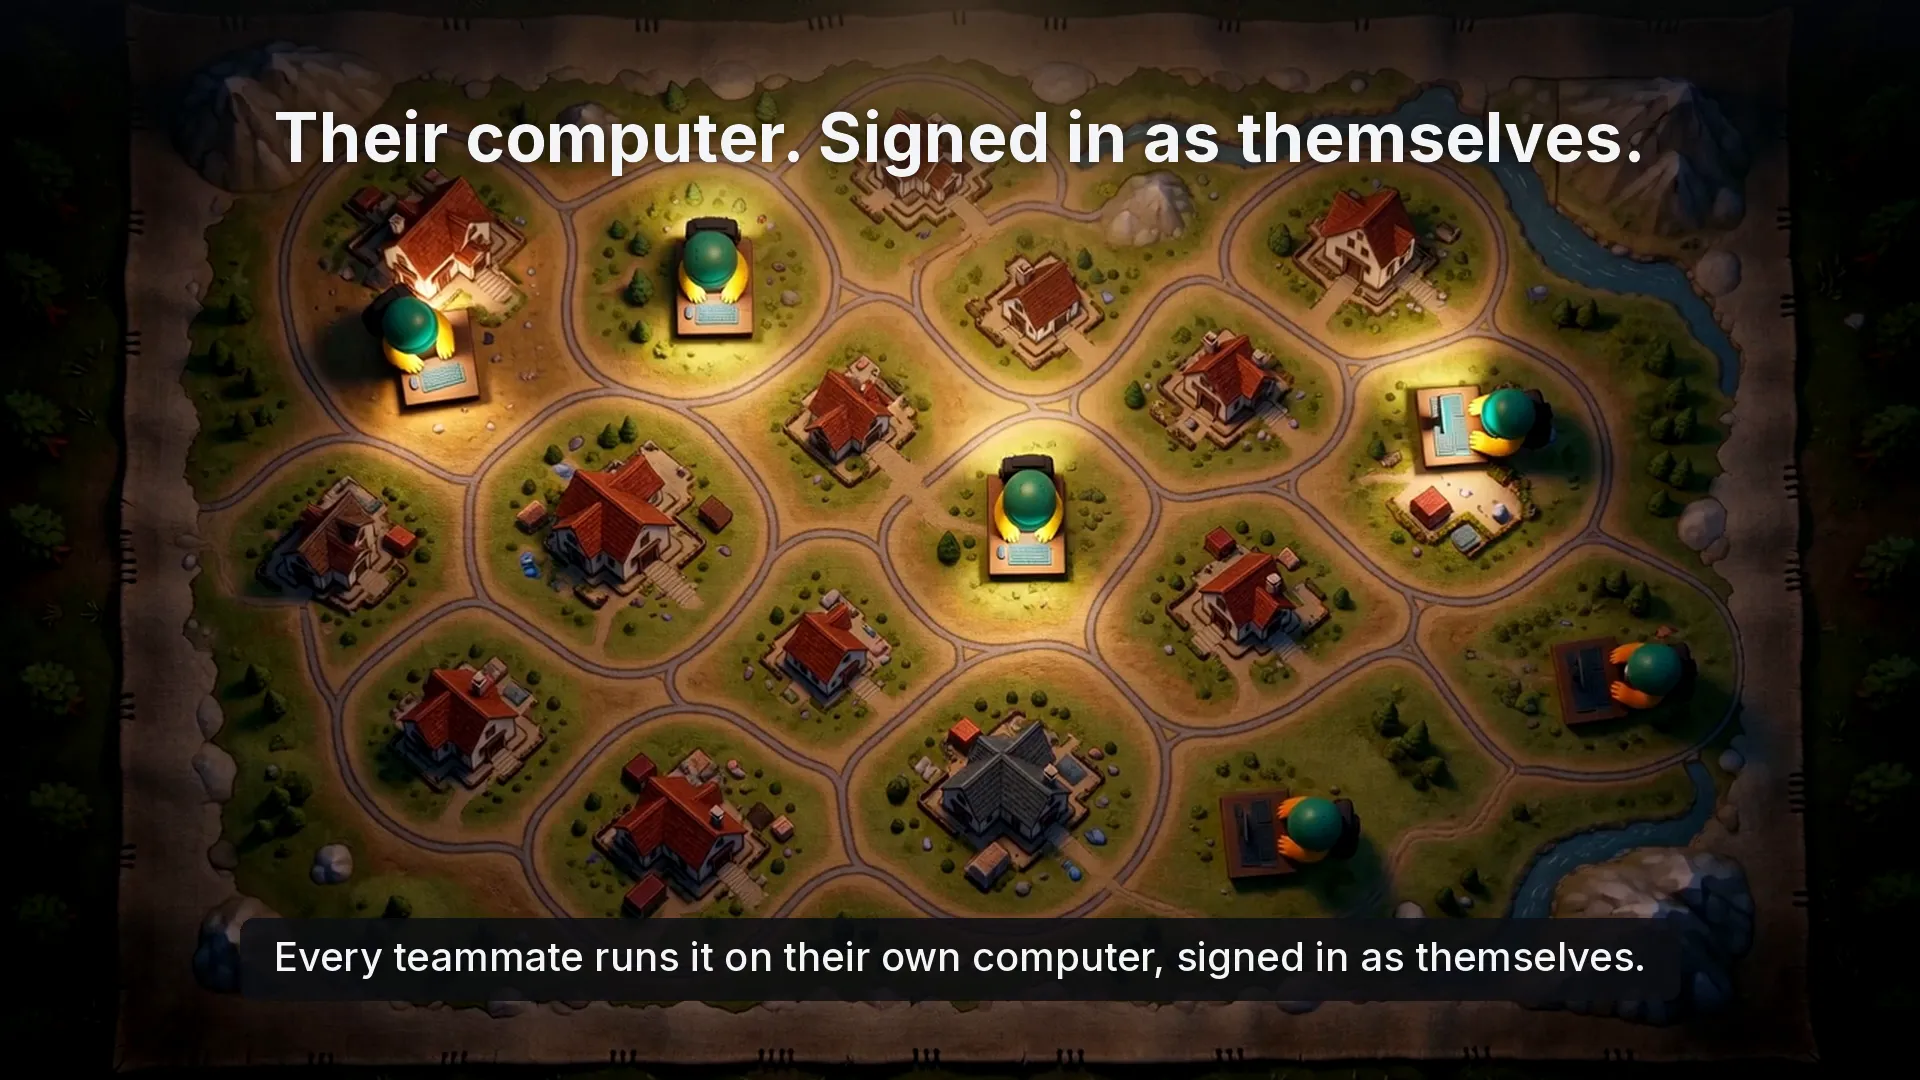 Their computer. Signed in as themselves.
Every teammate runs it on their own computer, signed in as themselves.